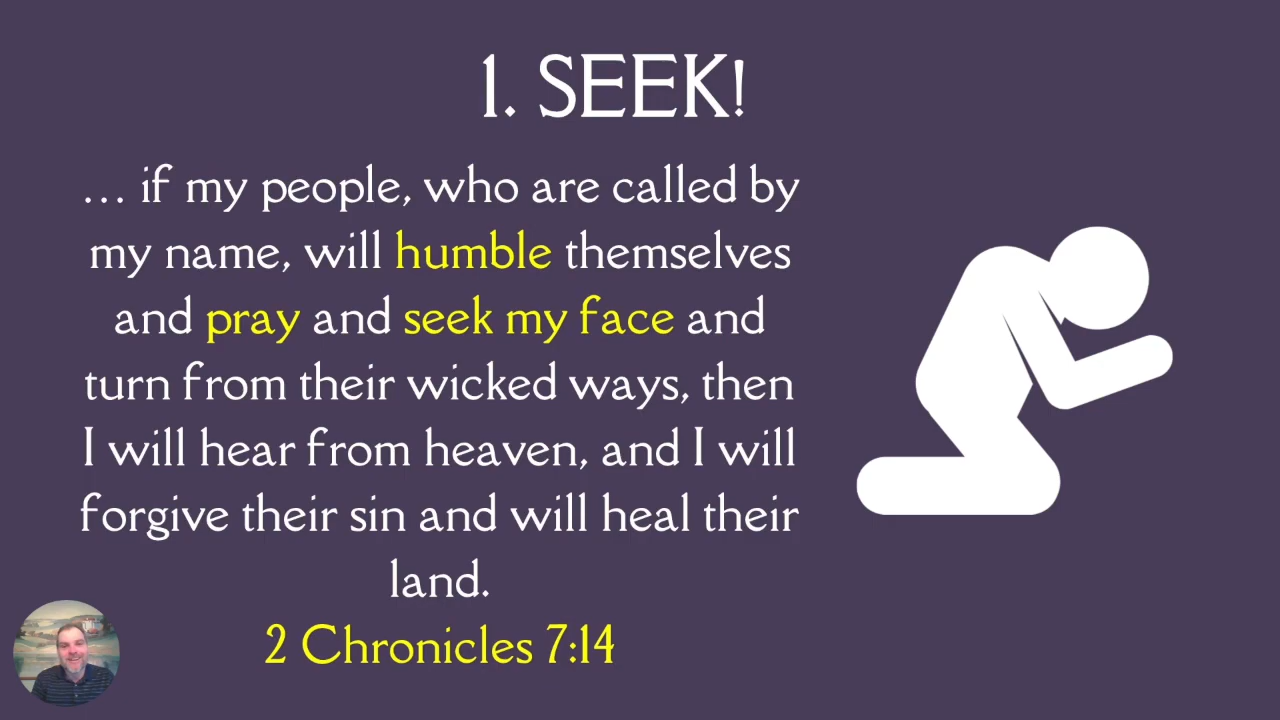 1. SEEK!
… if my people, who are called by
my name, will humble themselves
and pray and seek my face and
turn from their wicked ways, then
I will hear from heaven, and I will
forgive their sin and will heal their
land.
2 Chronicles 7:14